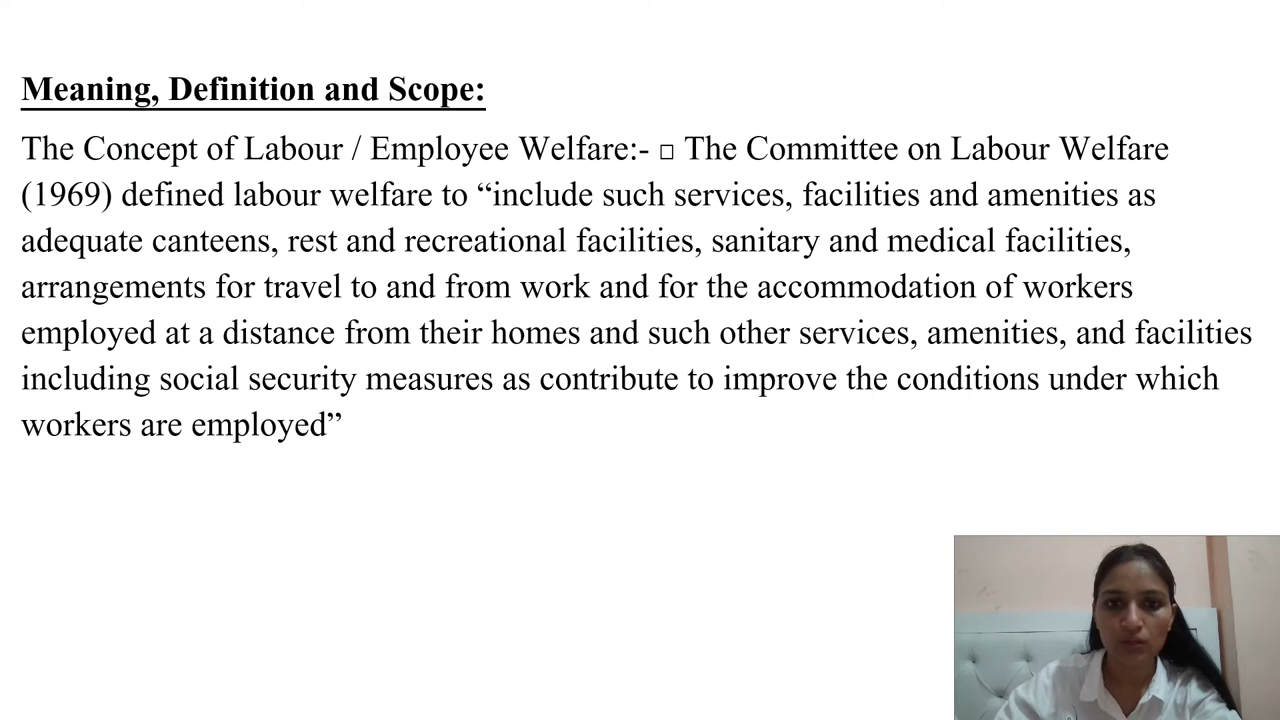 Meaning, Definition and Scope:
The Concept of Labour / Employee Welfare:- □ The Committee on Labour Welfare
(1969) defined labour welfare to “include such services, facilities and amenities as
adequate canteens, rest and recreational facilities, sanitary and medical facilities,
arrangements for travel to and from work and for the accommodation of workers
employed at a distance from their homes and such other services, amenities, and facilities
including social security measures as contribute to improve the conditions under which
workers are employed”